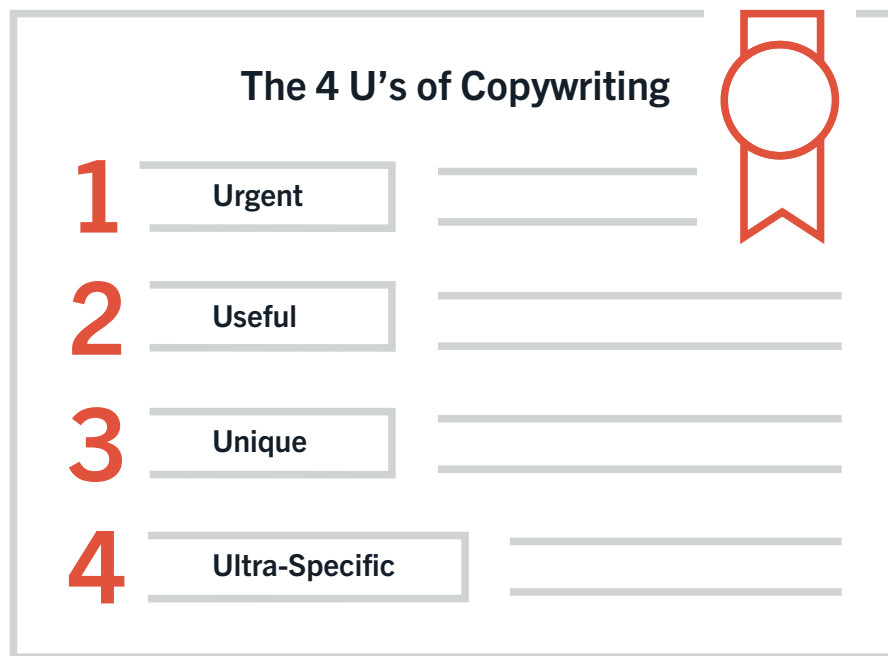 The 4 U’s of Copywriting
1 Urgent
2 Useful
3 Unique
4 Ultra-Specific